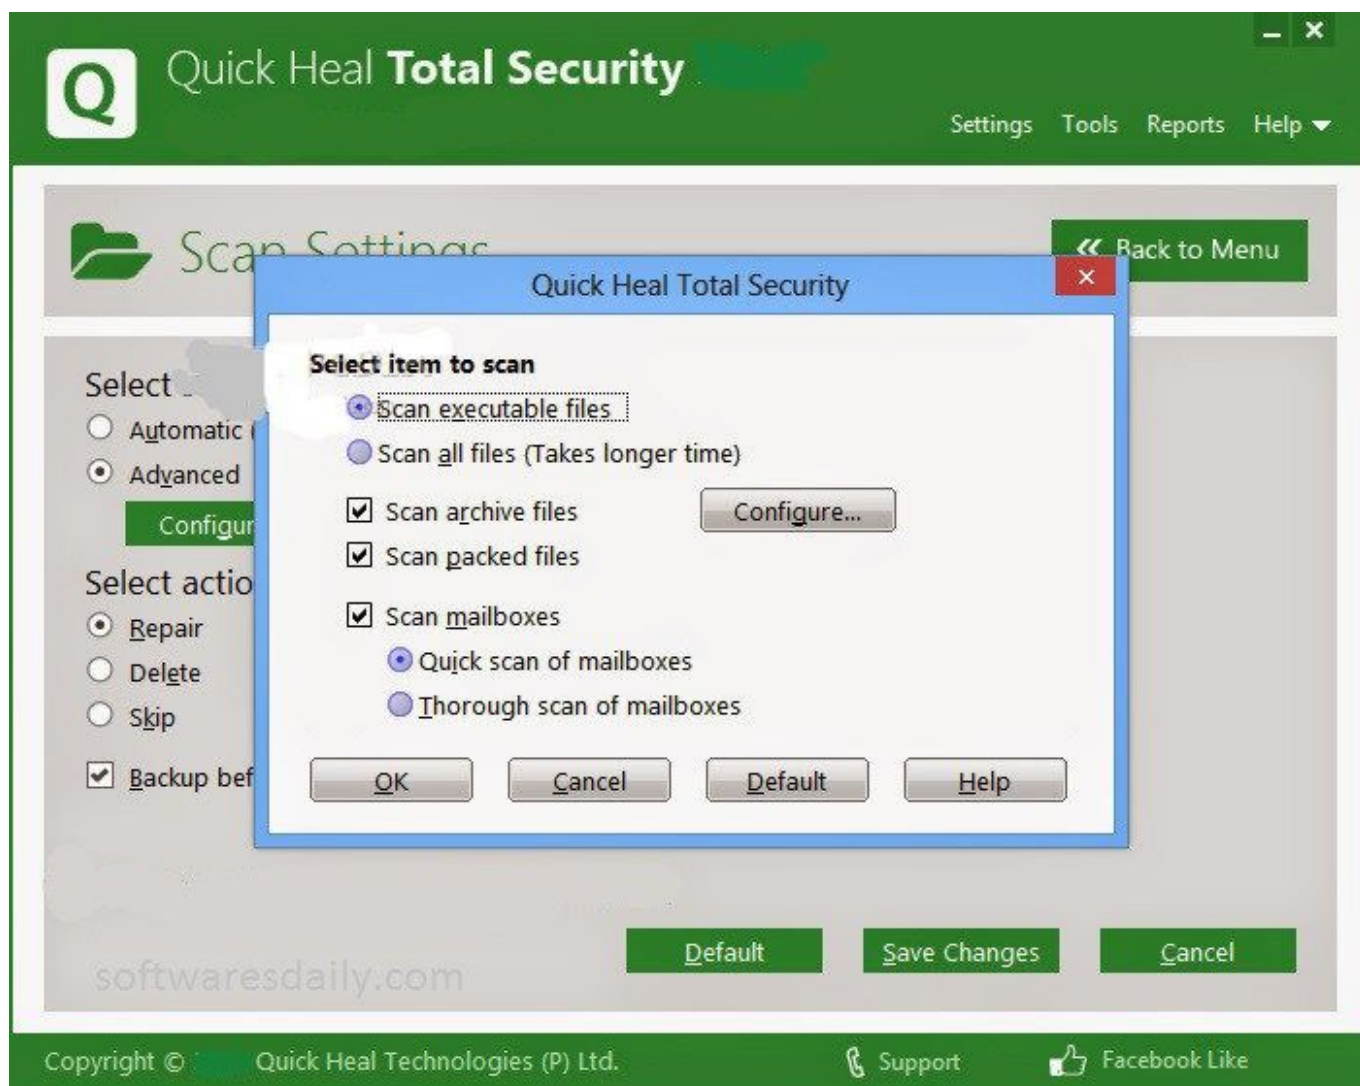 Q
Quick Heal Total Security
Settings Tools Reports Help
Scan Settings
Back to Menu
Quick Heal Total Security
Select item to scan
Scan executable files
Scan all files (Takes longer time)
Scan archive files
Configure...
Scan packed files
Scan mailboxes
Quick scan of mailboxes
Thorough scan of mailboxes
OK Cancel Default Help
Select
Automatic
Advanced
Configur
Select actio
Repair
Delete
Skip
Backup bef
Default Save Changes Cancel
softwaresdaily.com
Copyright © Quick Heal Technologies (P) Ltd. Support Facebook Like